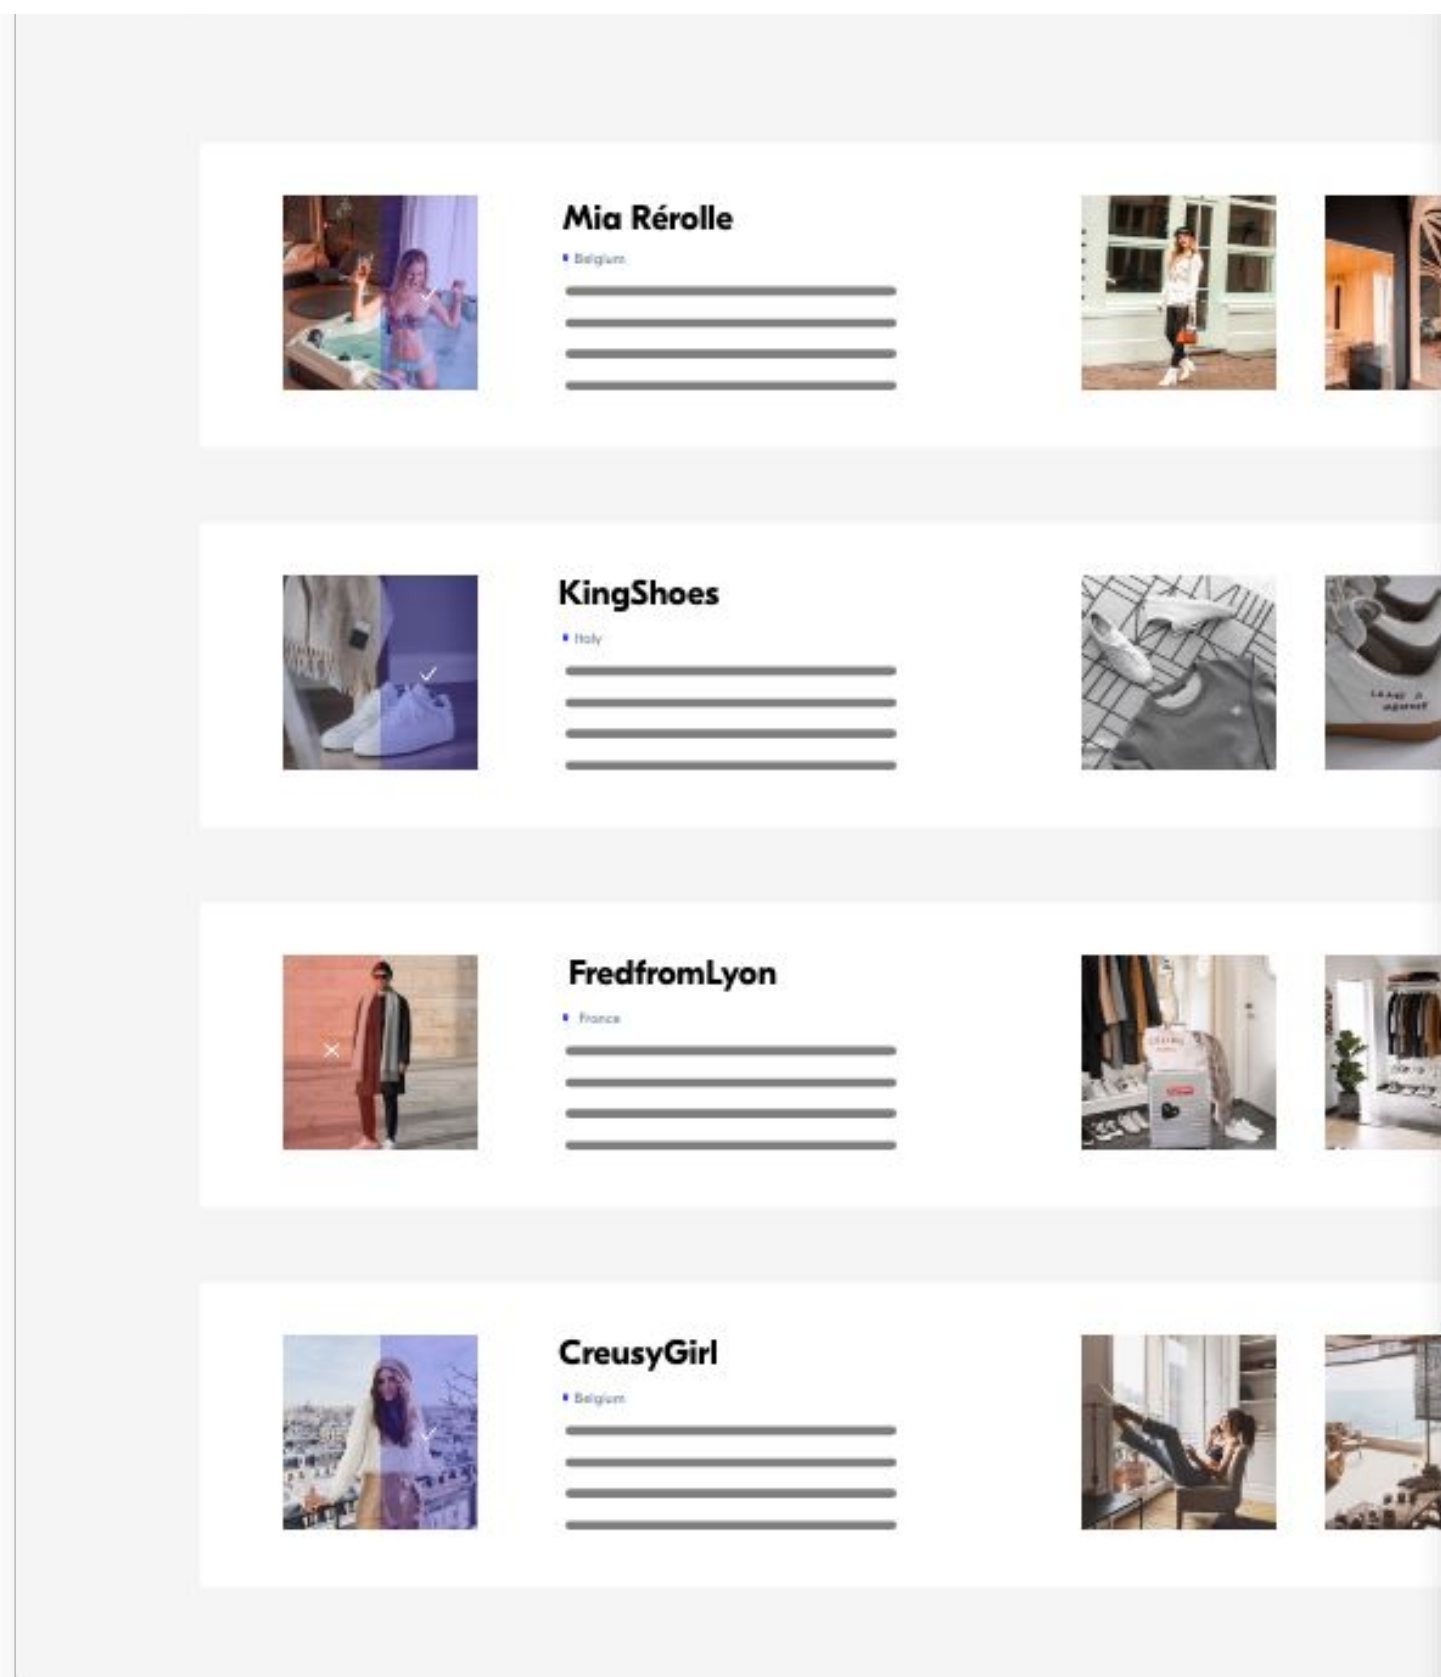 Mia Rérolle
Belgium
KingShoes
Italy
FredfromLyon
France
CreusyGirl
Belgium